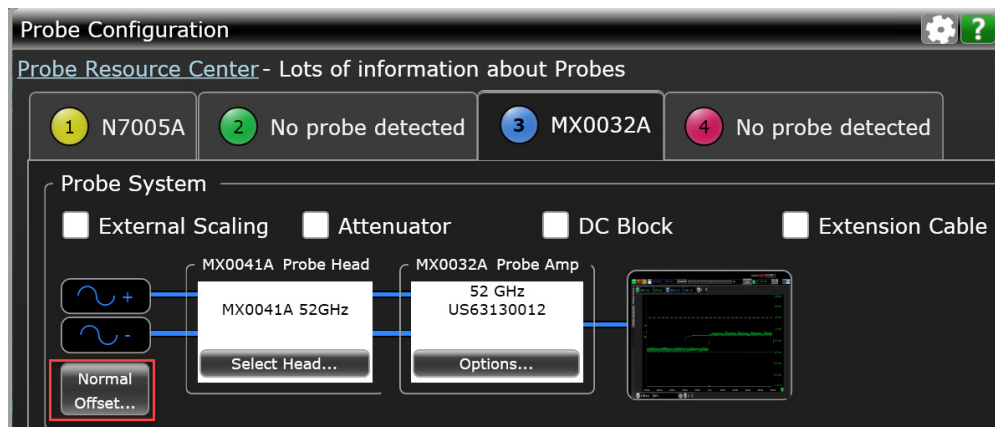 Probe Configuration
?
Probe Resource Center - Lots of information about Probes
1 N7005A
2 No probe detected
3 MX0032A
4 No probe detected
Probe System
External Scaling
Attenuator
DC Block
Extension Cable
MX0041A Probe Head
MX0032A Probe Amp
+
-
MX0041A 52GHz
52 GHz
US63130012
Select Head...
Options...
Normal
Offset...